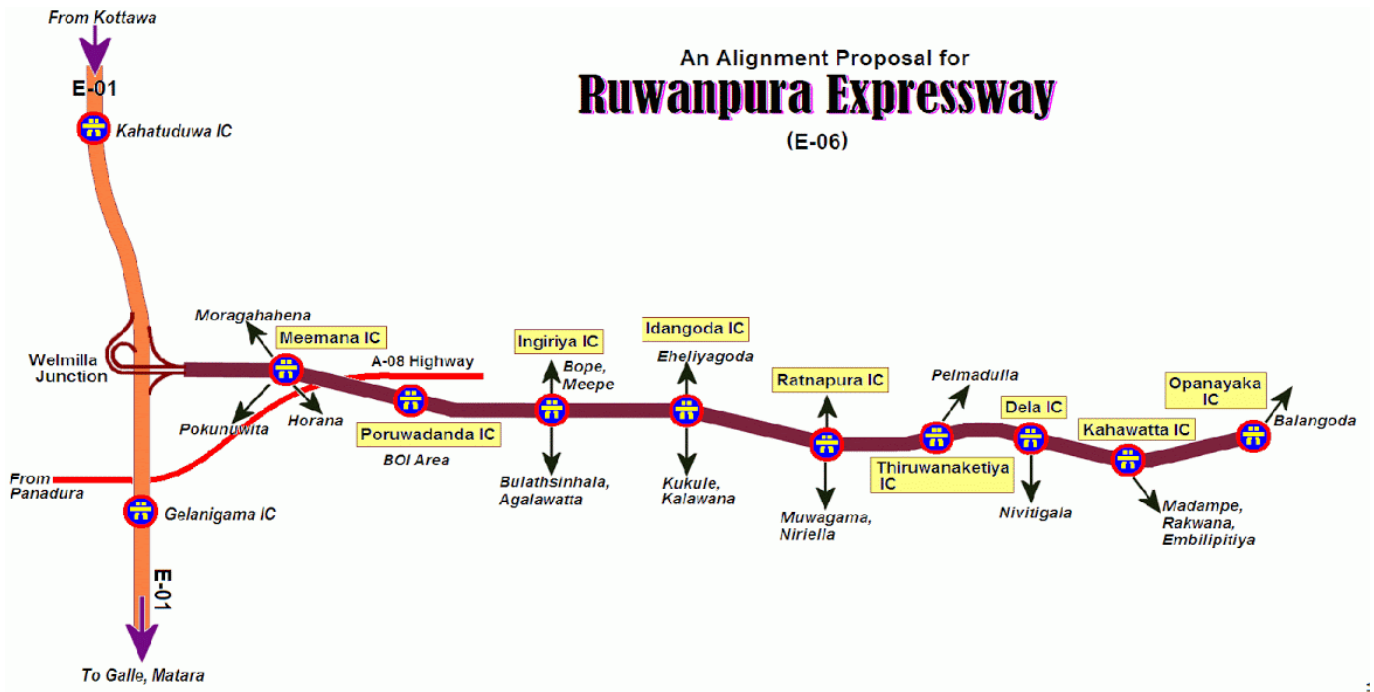 From Kottawa
An Alignment Proposal for
Ruwanpura Expressway
(E-06)
E-01
Kahatuduwa IC
Moragahahena
Meemana IC
Welmilla
Junction
A-08 Highway
Pokunuwita
Horana
Poruwadanda IC
BOI Area
Ingiriya IC
Bope,
Meepe
Bulathsinhala,
Agalawatta
Idangoda IC
Eheliyagoda
Kukule,
Kalawana
Ratnapura IC
Muwagama,
Niriella
Pelmadulla
Thiruwanaketiya
IC
Dela IC
Nivitigala
Kahawatta IC
Madampe,
Rakwana,
Embilipitiya
Opanayaka
IC
Balangoda
From
Panadura
Gelanigama IC
E-01
To Galle, Matara